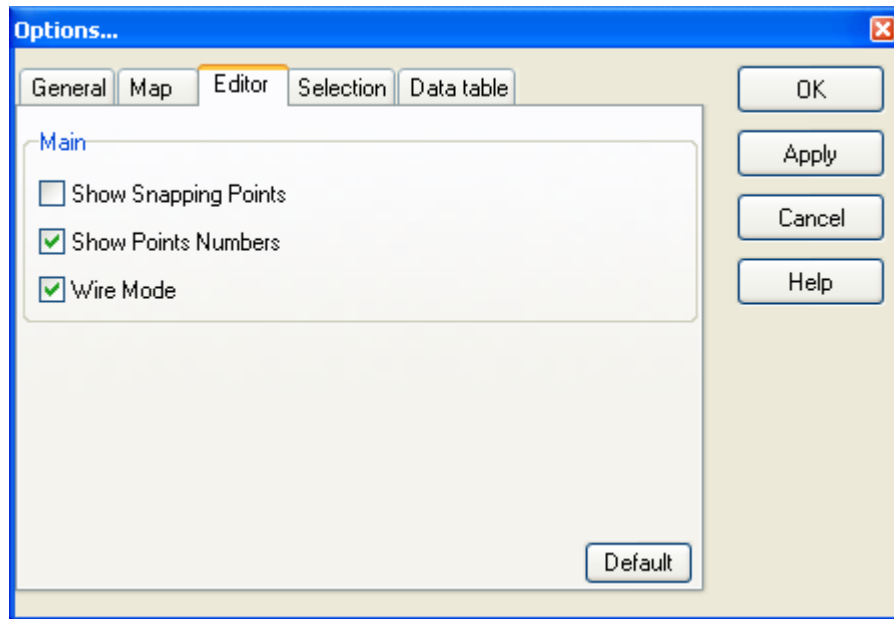 Options...
General Map Editor Selection Data table
Main
Show Snapping Points
Show Points Numbers
Wire Mode
Default
OK
Apply
Cancel
Help